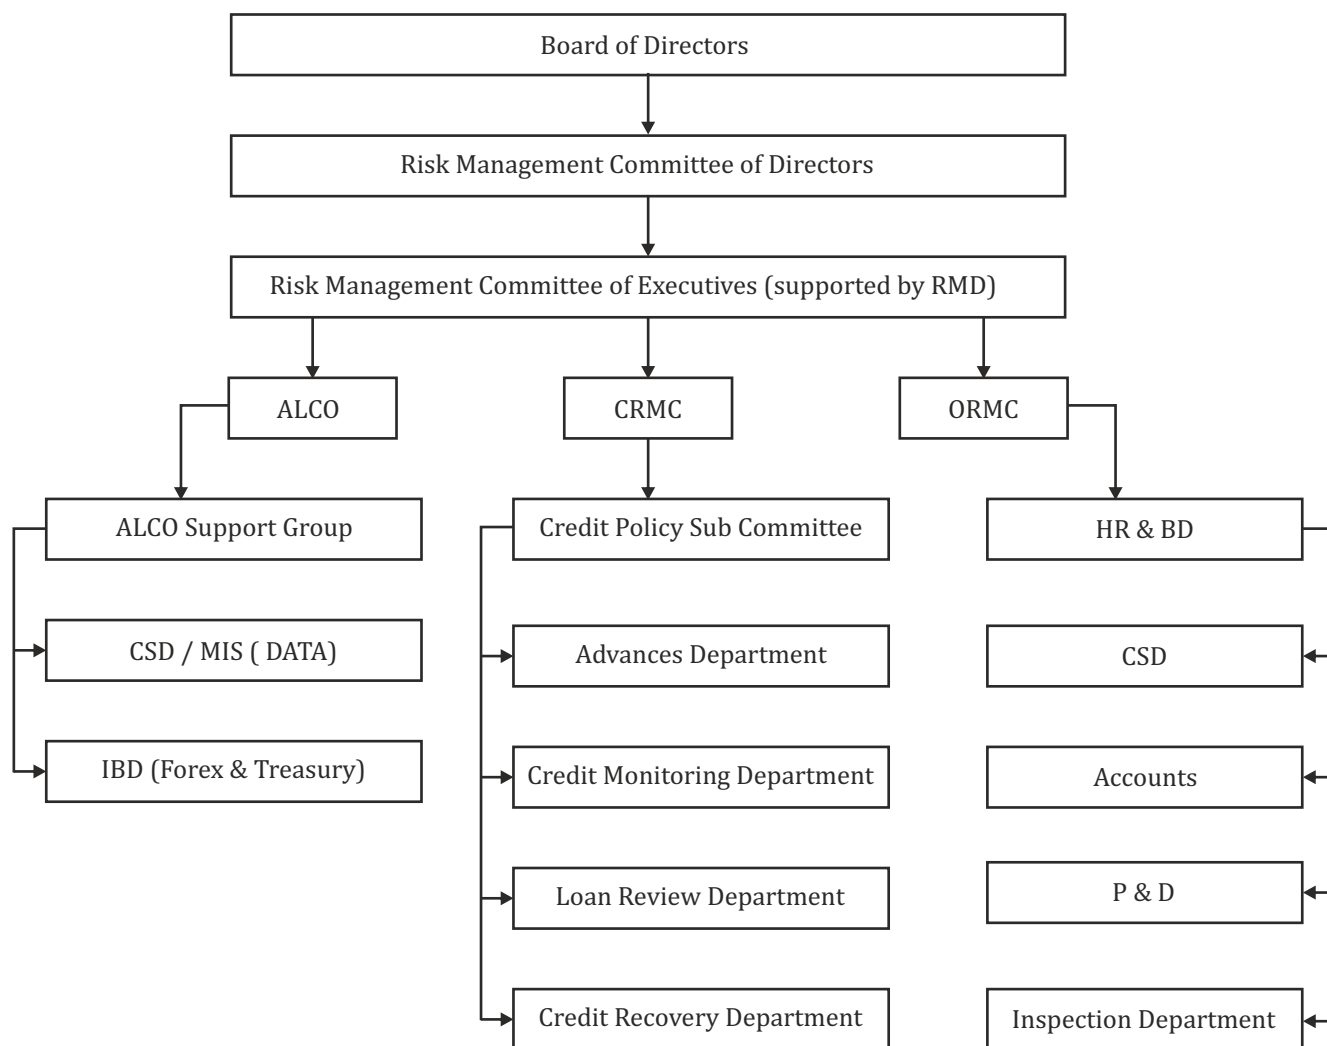 Board of Directors
Risk Management Committee of Directors
Risk Management Committee of Executives (supported by RMD)
ALCO
CRMC
ORMC
ALCO Support Group
Credit Policy Sub Committee
HR & BD
CSD / MIS ( DATA)
Advances Department
CSD
IBD (Forex & Treasury)
Credit Monitoring Department
Accounts
Loan Review Department
P & D
Credit Recovery Department
Inspection Department